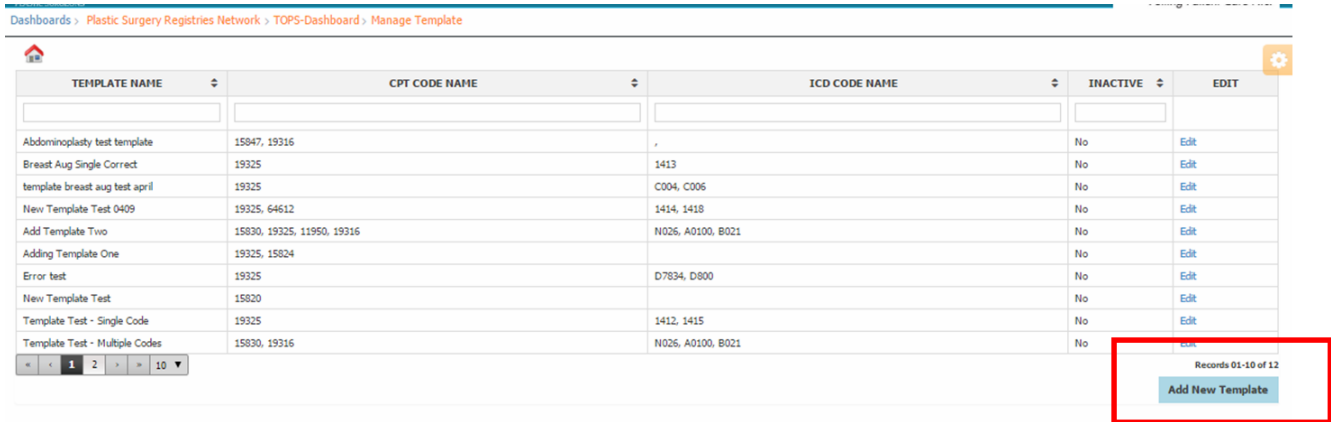 Dashboards > Plastic Surgery Registries Network > TOPS-Dashboard > Manage Template
TEMPLATE NAME CPT CODE NAME ICD CODE NAME INACTIVE EDIT
Abdominoplasty test template 15847, 19316 , No Edit
Breast Aug Single Correct 19325 1413 No Edit
template breast aug test april 19325 C004, C006 No Edit
New Template Test 0409 19325, 64612 1414, 1418 No Edit
Add Template Two 15830, 19325, 11950, 19316 N026, A0100, B021 No Edit
Adding Template One 19325, 15824 No Edit
Error test 19325 D7834, D800 No Edit
New Template Test 15820 No Edit
Template Test - Single Code 19325 1412, 1415 No Edit
Template Test - Multiple Codes 15830, 19316 N026, A0100, B021 No Edit
« ‹ 1 2 › » 10 ▼ Records 01-10 of 12
Add New Template